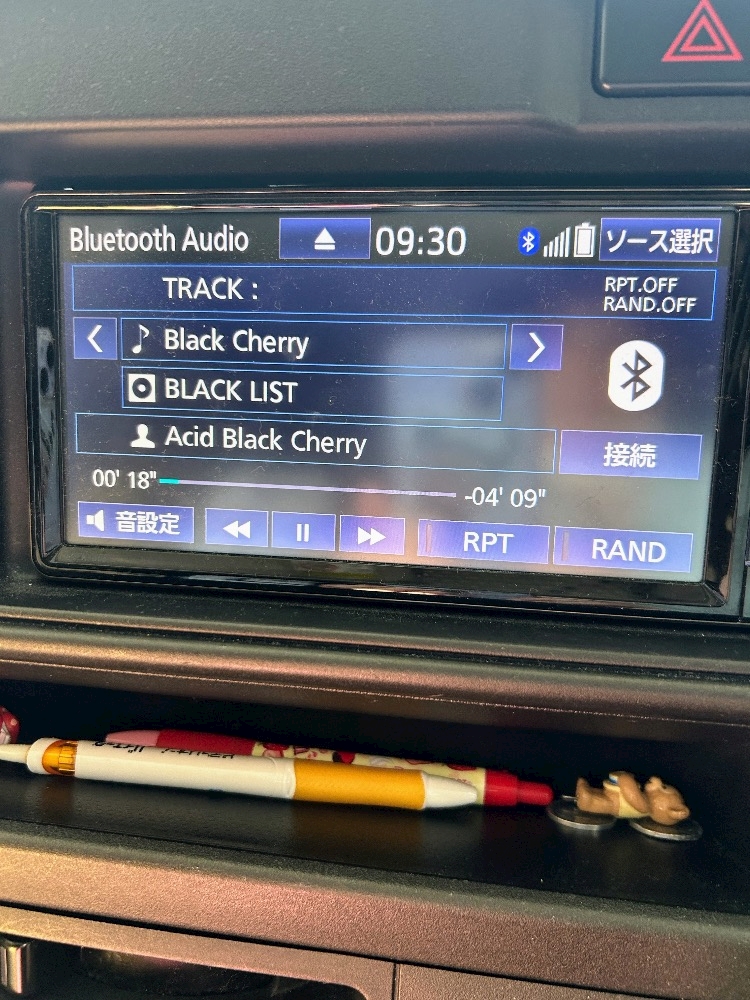 Bluetooth Audio 09:30 ソース選択
TRACK : RPT.OFF
RAND.OFF
Black Cherry
BLACK LIST
Acid Black Cherry
接続
00' 18" -04' 09"
音設定 RPT RAND